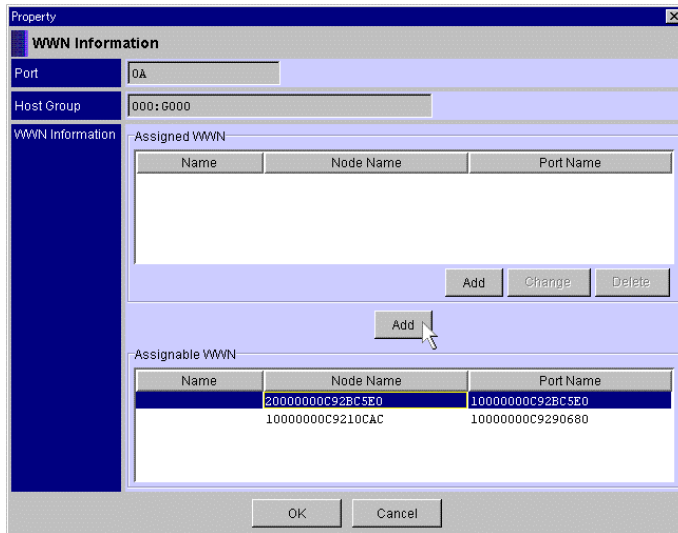 Property
WWN Information
Port 0A
Host Group 000:G000
WWN Information
Assigned WWN
Name Node Name Port Name
Add Change Delete
Add
Assignable WWN
Name Node Name Port Name
20000000C92BC5E0 10000000C92BC5E0
10000000C9210CAC 10000000C9290680
OK Cancel